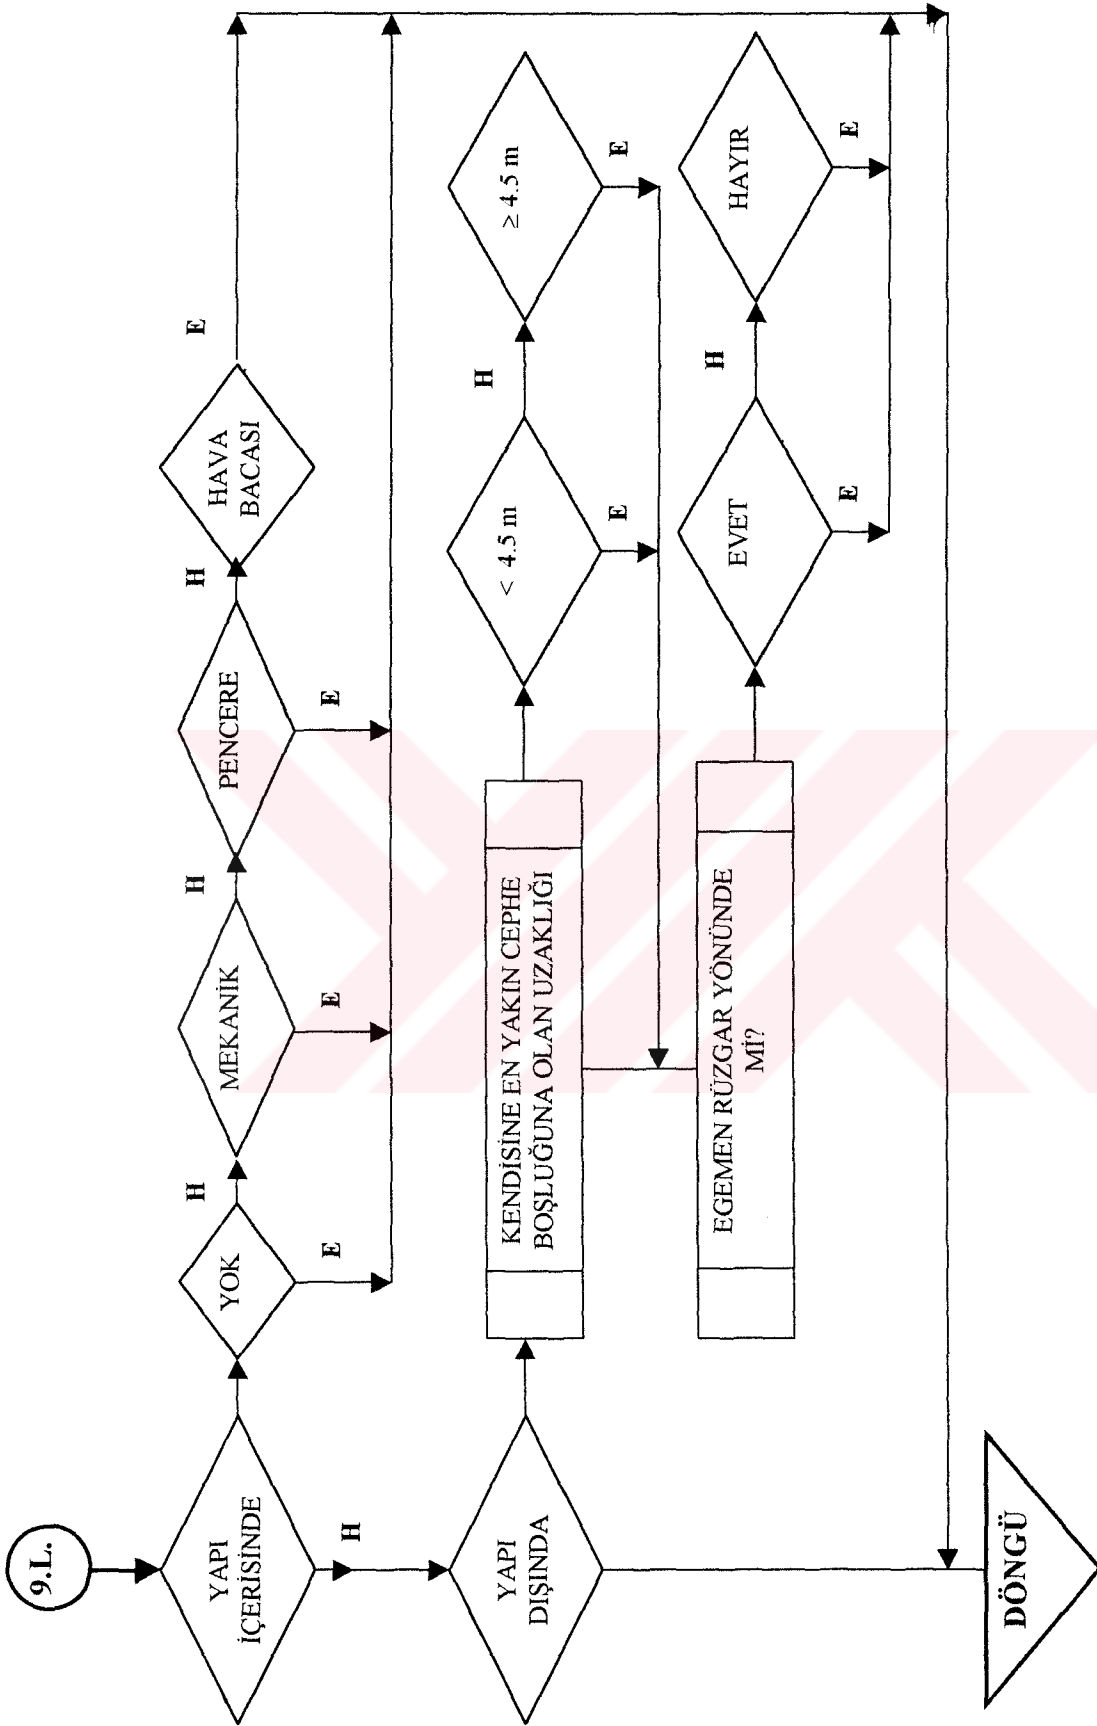 9.L.
YAPI
İÇERİSİNDE
YOK
H
MEKANİK
H
PENCERE
H
HAVA
BACASI
E
E
E
E
H
YAPI
DIŞINDA
KENDİSİNE EN YAKIN CEPHE
BOŞLUĞUNA OLAN UZAKLIĞI
< 4.5 m
H
≥ 4.5 m
E
E
EGEMEN RÜZGAR YÖNÜNDE
Mİ?
EVET
H
HAYIR
E
E
DÖNGÜ